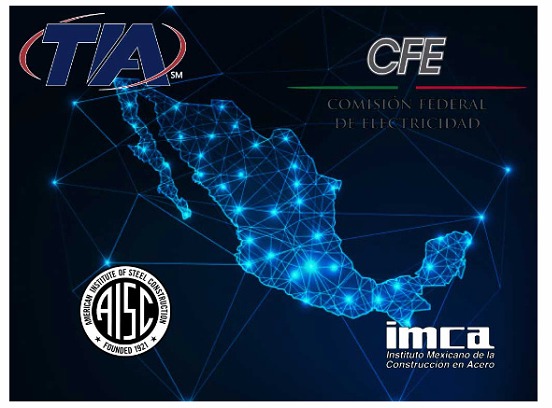 TIA
SM
CFE
COMISIÓN FEDERAL
DE ELECTRICIDAD
AMERICAN INSTITUTE OF STEEL CONSTRUCTION
AISC
FOUNDED 1921
imca
Instituto Mexicano de la
Construcción en Acero